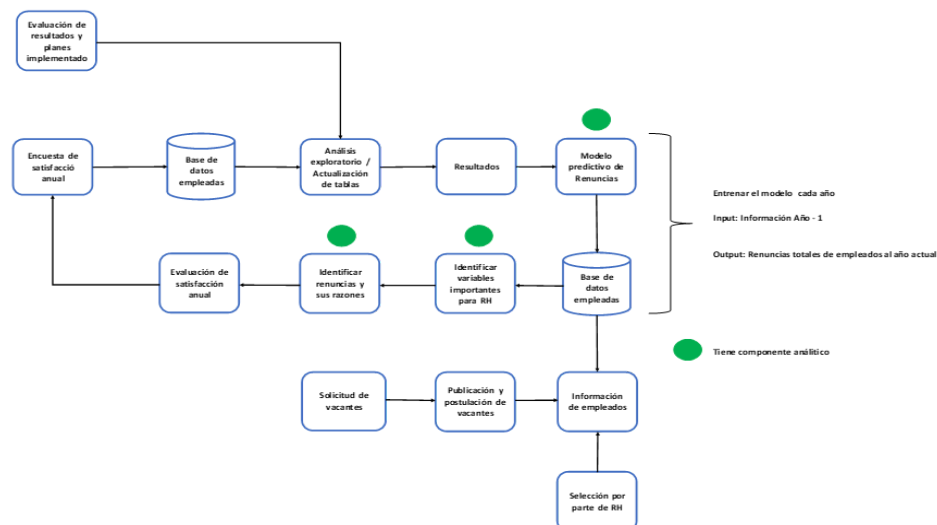 Evaluación de
resultados y
planes
implementado
Encuesta de
satisfacció
anual
Base de
datos
empleadas
Análisis
exploratorio /
Actualización
de tablas
Resultados
Modelo
predictivo de
Renuncias
Entrenar el modelo cada año
Input: Información Año - 1
Output: Renuncias totales de empleados al año actual
Evaluación de
satisfacción
anual
Identificar
renuncias y
sus razones
Identificar
variables
importantes
para RH
Base de
datos
empleadas
Tiene componente análitico
Solicitud de
vacantes
Publicación y
postulación de
vacantes
Información
de empleados
Selección por
parte de RH